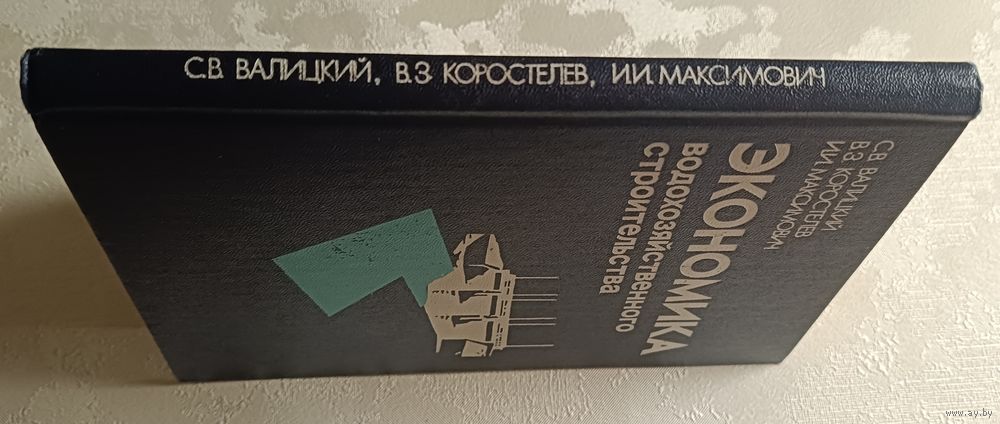 С.В. ВАЛИЦКИЙ, В.З. КОРОСТЕЛЕВ, И.И. МАКСИМОВИЧ
С.В. ВАЛИЦКИЙ
В.З. КОРОСТЕЛЕВ
И.И. МАКСИМОВИЧ
ЭКОНОМИКА
ВОДОХОЗЯЙСТВЕННОГО
СТРОИТЕЛЬСТВА
www.ay.by